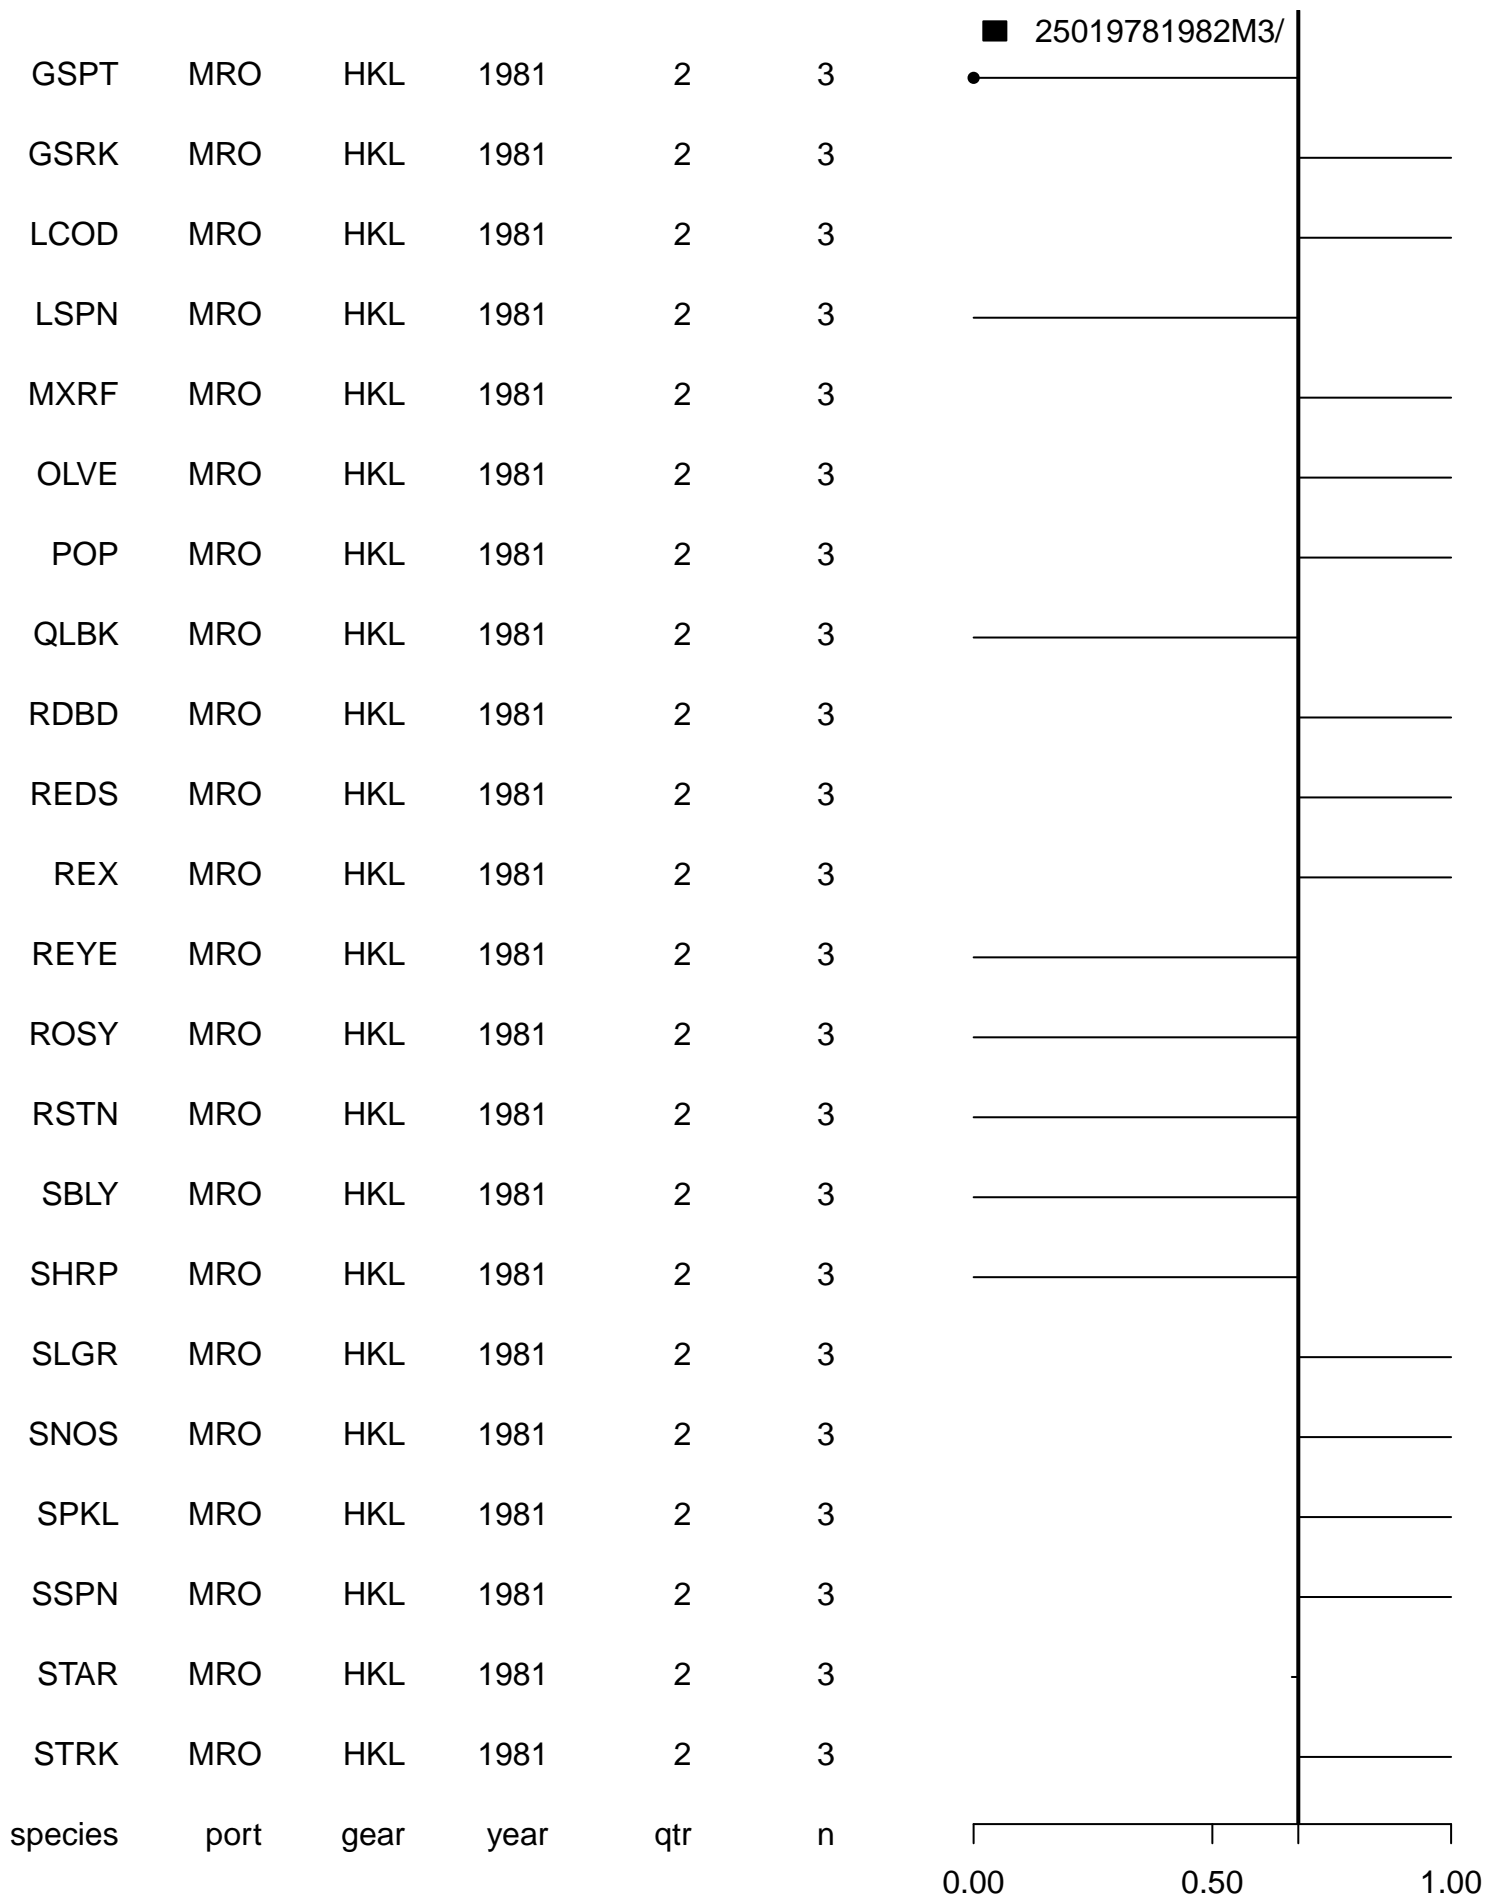 25019781982M3/
GSPT MRO HKL 1981 2 3
GSRK MRO HKL 1981 2 3
LCOD MRO HKL 1981 2 3
LSPN MRO HKL 1981 2 3
MXRF MRO HKL 1981 2 3
OLVE MRO HKL 1981 2 3
POP MRO HKL 1981 2 3
QLBK MRO HKL 1981 2 3
RDBD MRO HKL 1981 2 3
REDS MRO HKL 1981 2 3
REX MRO HKL 1981 2 3
REYE MRO HKL 1981 2 3
ROSY MRO HKL 1981 2 3
RSTN MRO HKL 1981 2 3
SBLY MRO HKL 1981 2 3
SHRP MRO HKL 1981 2 3
SLGR MRO HKL 1981 2 3
SNOS MRO HKL 1981 2 3
SPKL MRO HKL 1981 2 3
SSPN MRO HKL 1981 2 3
STAR MRO HKL 1981 2 3
STRK MRO HKL 1981 2 3
species port gear year qtr n
0.00 0.50 1.00